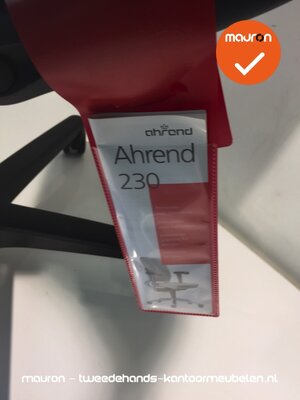 mauron
ahrend
Ahrend
230
mauron - tweedehands-kantoormeubelen.nl